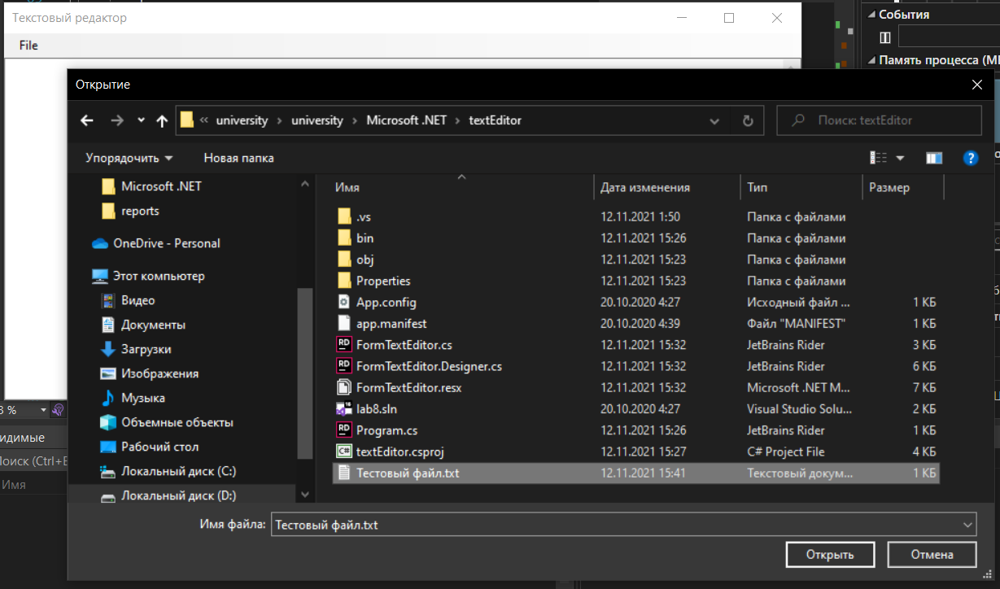 Текстовый редактор
File
События
Память процесса (МІ
Открытие
« university › university › Microsoft .NET › textEditor
Поиск: textEditor
Упорядочить
Новая папка
Microsoft .NET
reports
OneDrive - Personal
Этот компьютер
Видео
Документы
Загрузки
Изображения
Музыка
Объемные объекты
Рабочий стол
Локальный диск (C:)
Локальный диск (D:)
Имя Дата изменения Тип Размер
.vs 12.11.2021 1:50 Папка с файлами
bin 12.11.2021 15:26 Папка с файлами
obj 12.11.2021 15:23 Папка с файлами
Properties 12.11.2021 15:23 Папка с файлами
App.config 20.10.2020 4:27 Исходный файл ... 1 КБ
app.manifest 20.10.2020 4:39 Файл "MANIFEST" 1 КБ
FormTextEditor.cs 12.11.2021 15:32 JetBrains Rider 3 КБ
FormTextEditor.Designer.cs 12.11.2021 15:32 JetBrains Rider 6 КБ
FormTextEditor.resx 12.11.2021 15:32 Microsoft .NET M... 7 КБ
lab8.sln 20.10.2020 4:27 Visual Studio Solu... 2 КБ
Program.cs 12.11.2021 15:26 JetBrains Rider 1 КБ
textEditor.csproj 12.11.2021 15:27 C# Project File 4 КБ
Тестовый файл.txt 12.11.2021 15:41 Текстовый докум... 1 КБ
Имя файла: Тестовый файл.txt
Открыть
Отмена
%
видимые
Поиск (Ctrl+E
Имя